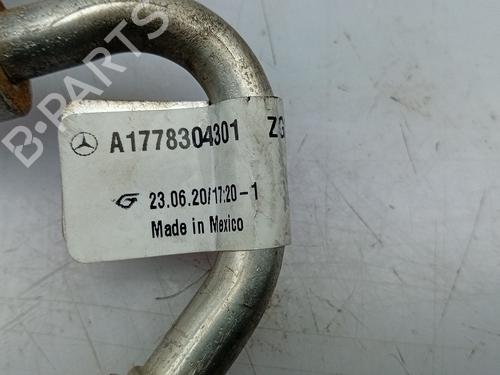 B-PARTS
A1778304301 ZG
23.06.20/17:20-1
Made in Mexico